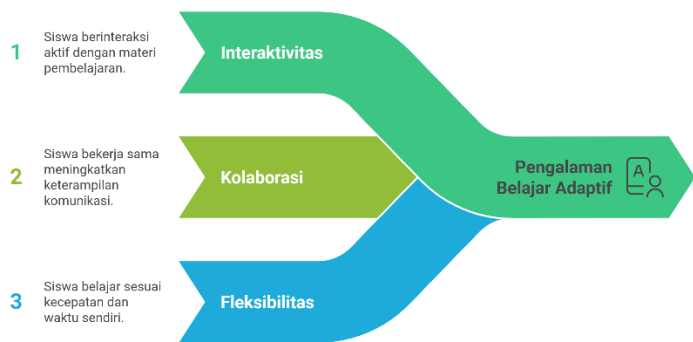 1
Siswa berinteraksi
aktif dengan materi
pembelajaran.
Interaktivitas
2
Siswa bekerja sama
meningkatkan
keterampilan
komunikasi.
Kolaborasi
3
Siswa belajar sesuai
kecepatan dan
waktu sendiri.
Fleksibilitas
Pengalaman
Belajar Adaptif
A